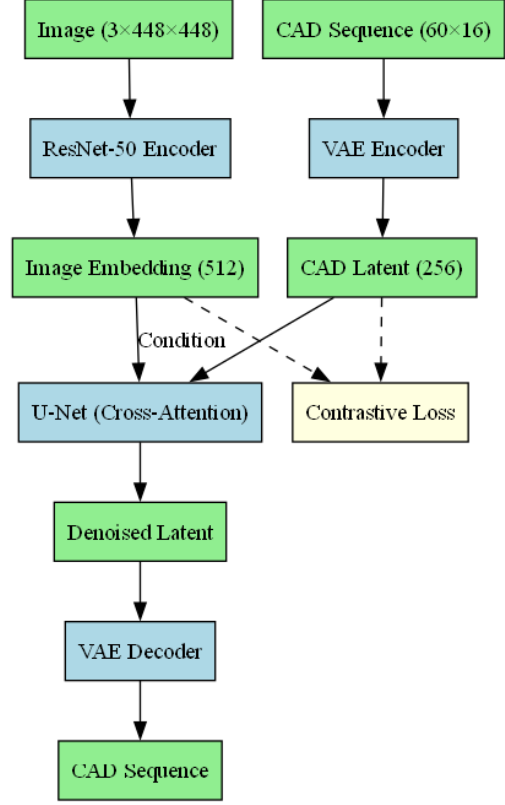 Image (3×448×448)
CAD Sequence (60×16)
ResNet-50 Encoder
VAE Encoder
Image Embedding (512)
CAD Latent (256)
Condition
U-Net (Cross-Attention)
Contrastive Loss
Denoised Latent
VAE Decoder
CAD Sequence